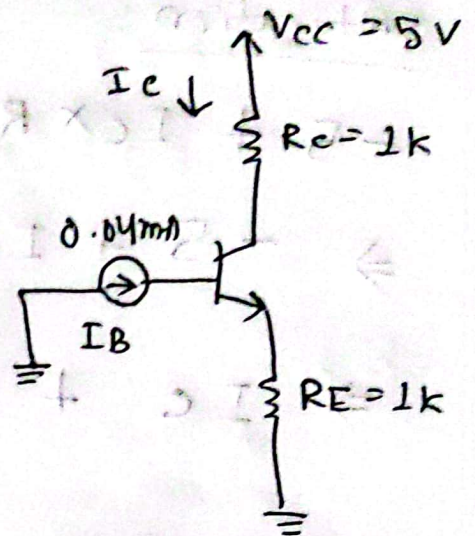 VCC = 5V
Ic ↓
Rc = 1k
0.04mA
IB
RE = 1k